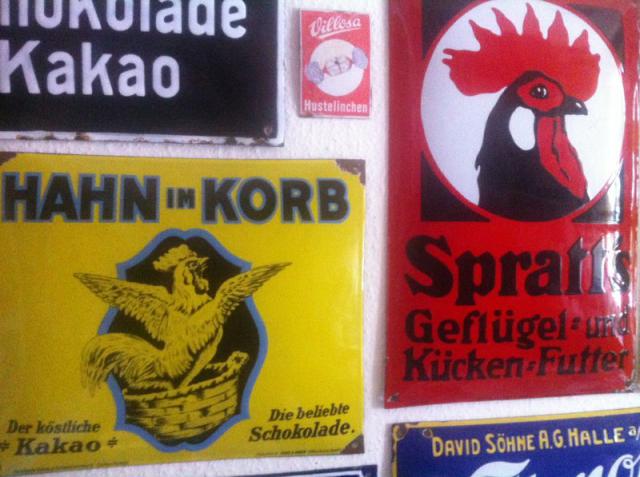 Kakao
Villosa
Hustelinchen
HAHN IM KORB
Der köstliche
Kakao
Die beliebte
Schokolade.
Spratt's
Geflügel- und
Kücken-Futter
DAVID SÖHNE A.G. HALLE